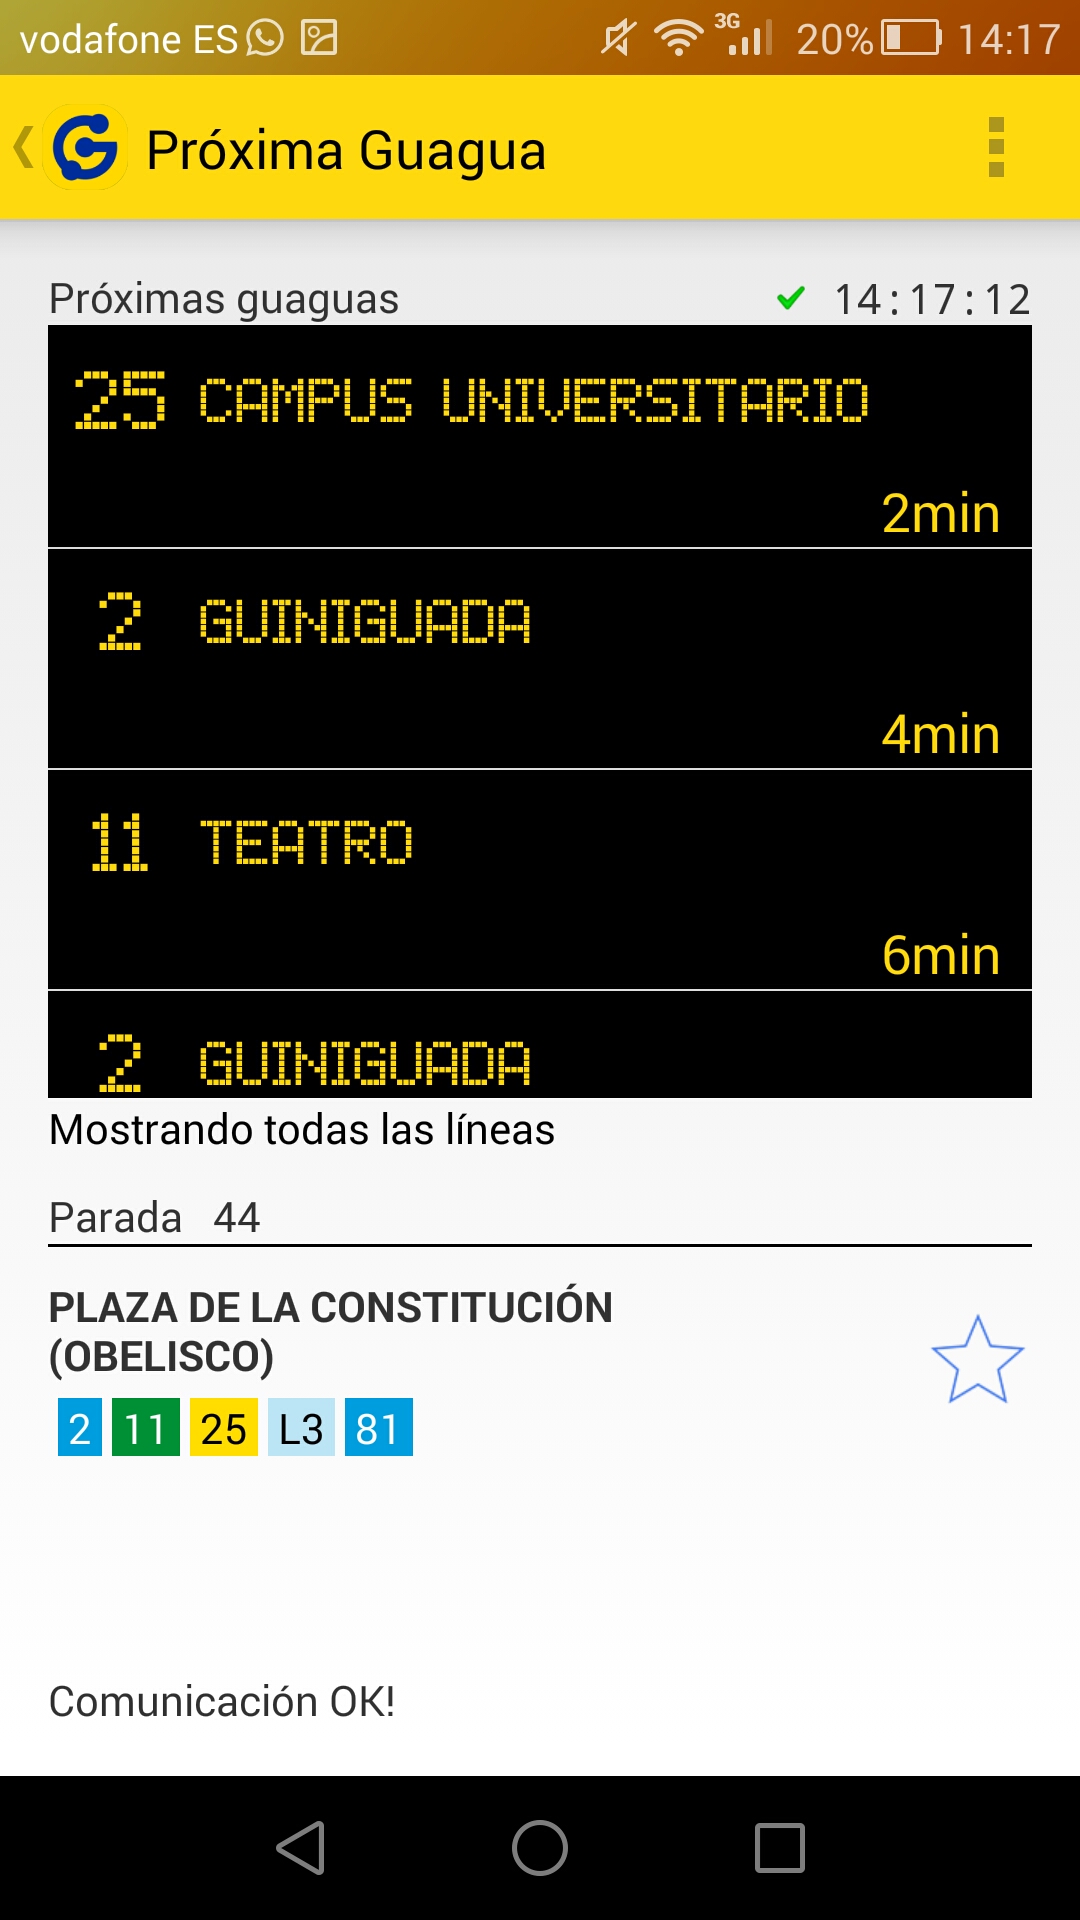 vodafone ES 3G 20% 14:17
Próxima Guagua
Próximas guaguas 14:17:12
25 CAMPUS UNIVERSITARIO
2min
2 GUINIGUADA
4min
11 TEATRO
6min
2 GUINIGUADA
Mostrando todas las líneas
Parada 44
PLAZA DE LA CONSTITUCIÓN
(OBELISCO)
2 11 25 L3 81
Comunicación OK!